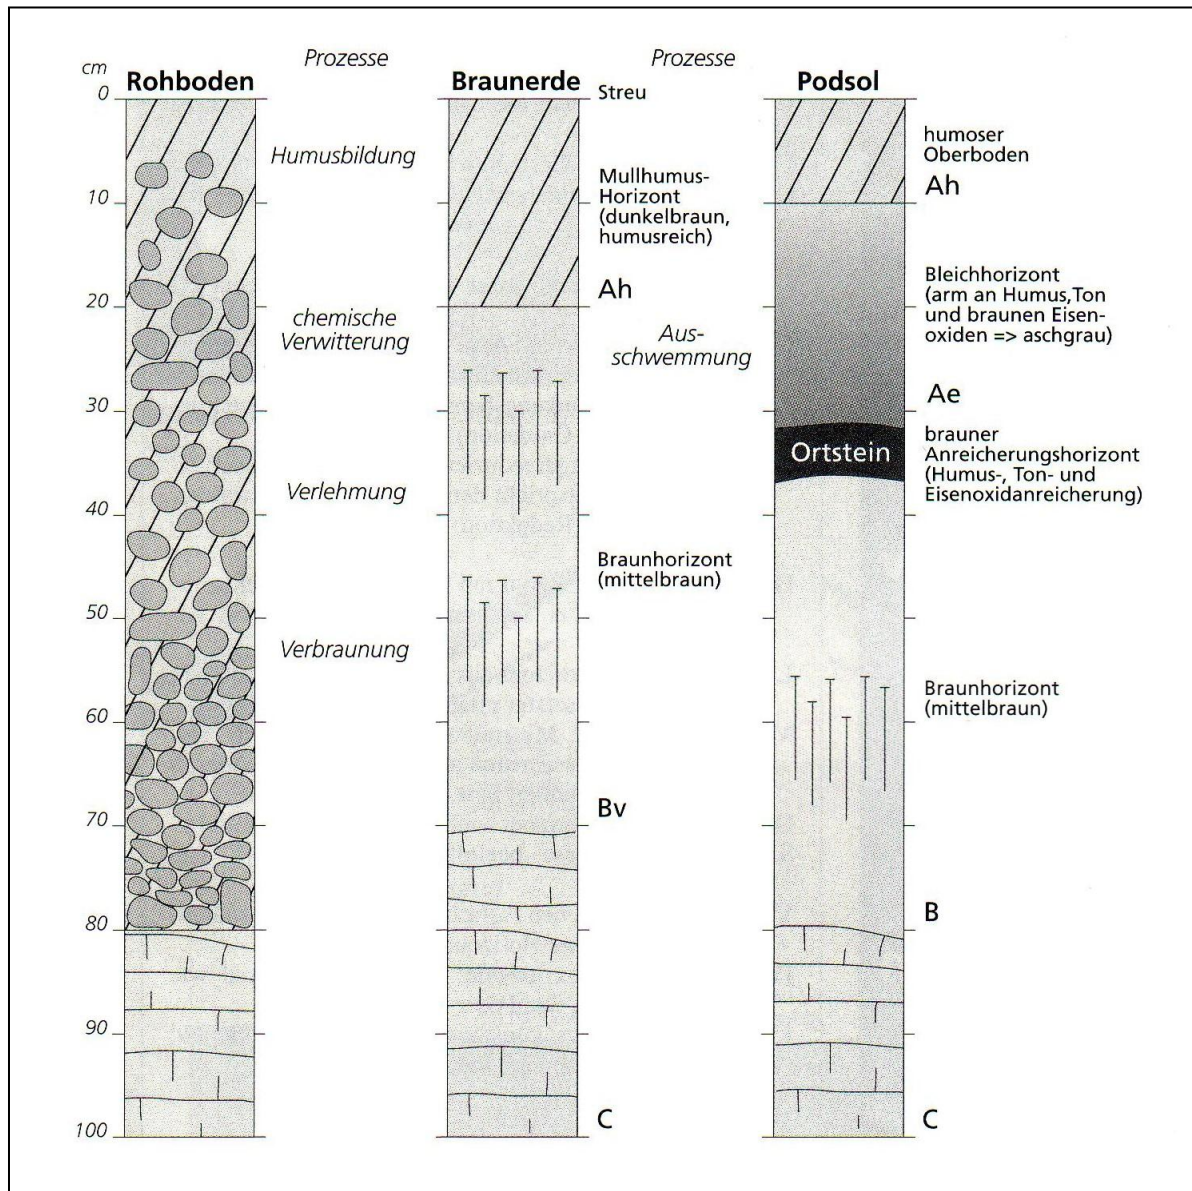 cm
0
10
20
30
40
50
60
70
80
90
100
Rohboden
Prozesse
Humusbildung
chemische
Verwitterung
Verlehmung
Verbraunung
Braunerde
Streu
Mullhumus-
Horizont
(dunkelbraun,
humusreich)
Ah
Braunhorizont
(mittelbraun)
Bv
C
Prozesse
Aus-
schwemmung
Podsol
humoser
Oberboden
Ah
Bleichhorizont
(arm an Humus,Ton
und braunen Eisen-
oxiden => aschgrau)
Ae
Ortstein
brauner
Anreicherungshorizont
(Humus-, Ton- und
Eisenoxidanreicherung)
Braunhorizont
(mittelbraun)
B
C